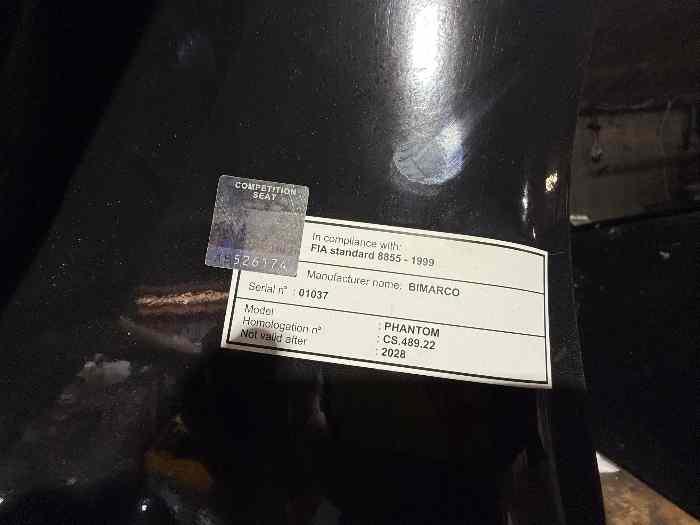 COMPETITION
SEAT
In compliance with:
FIA standard 8855 - 1999
Manufacturer name: BIMARCO
Serial n° : 01037
Model : PHANTOM
Homologation n° : CS.489.22
Not valid after : 2028